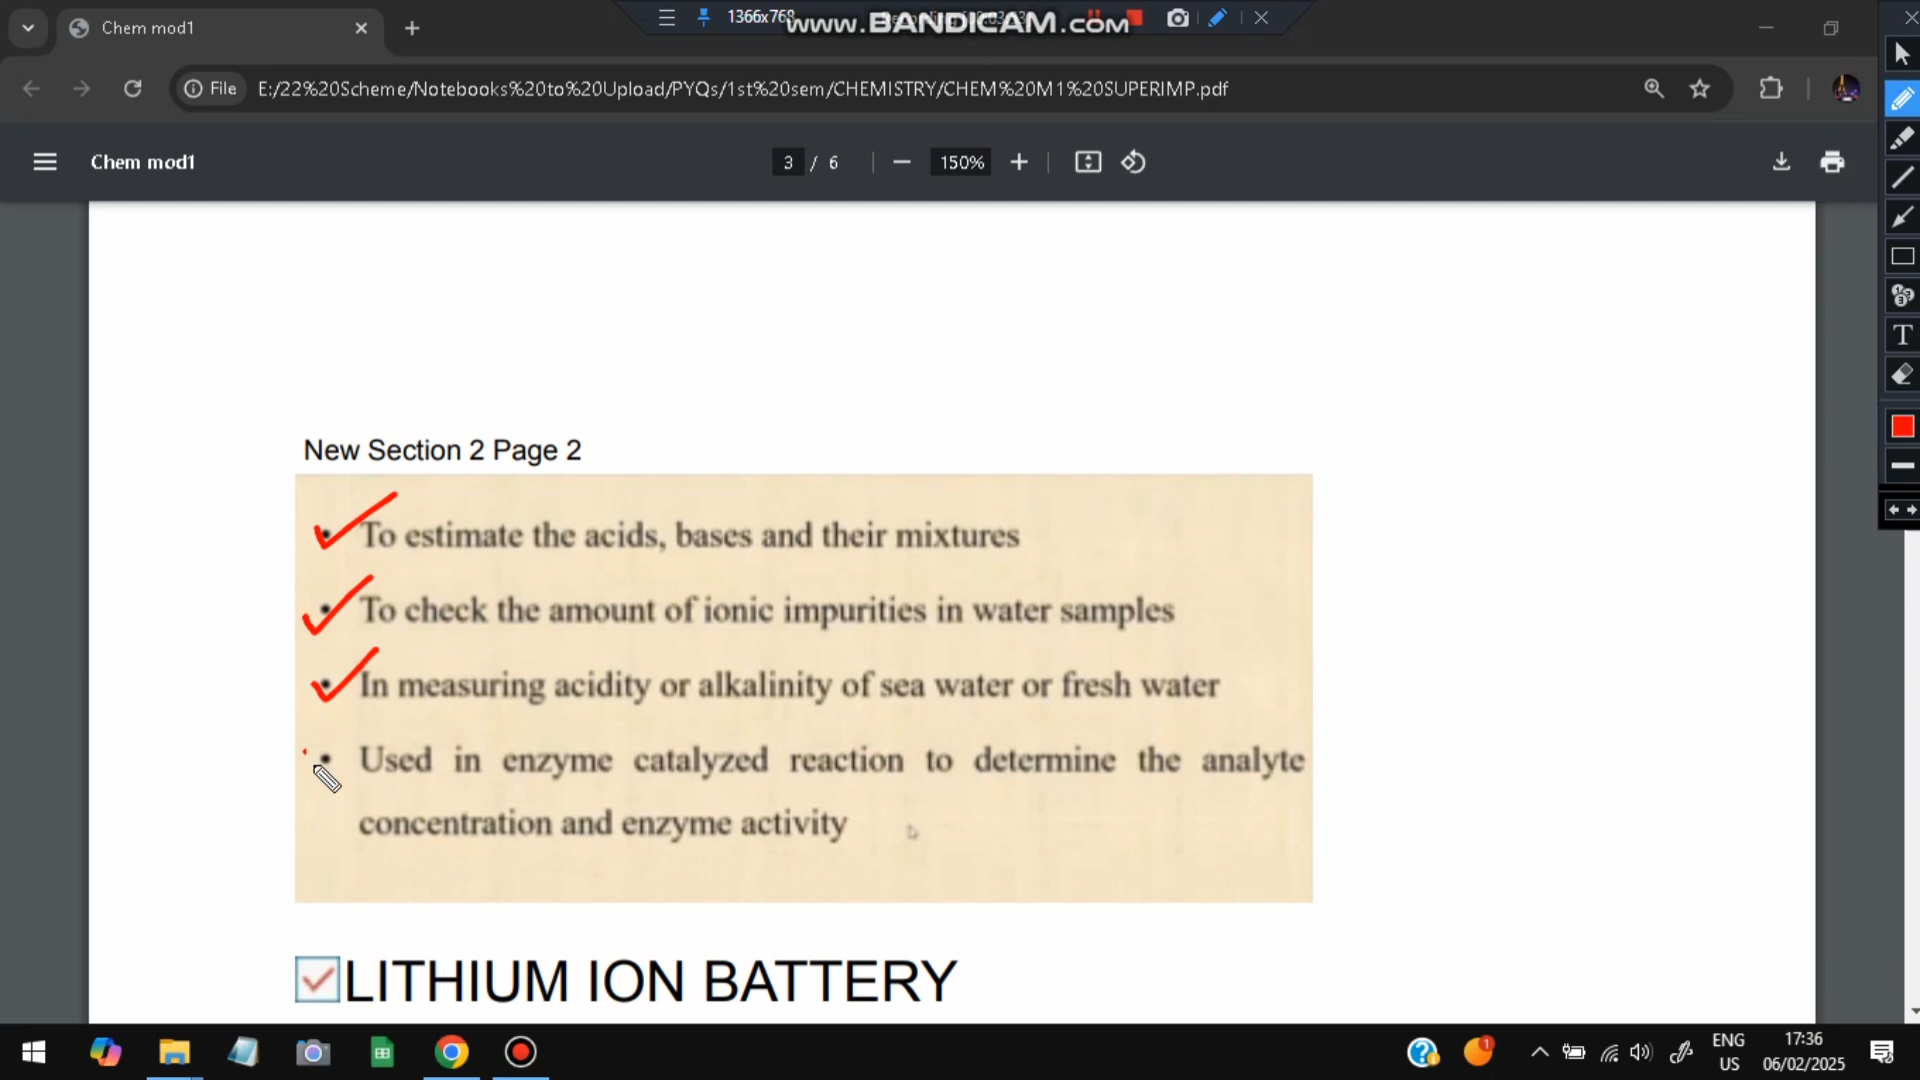 Chem mod1
1366x768
www.BANDICAM.com
File
E:/22%20Scheme/Notebooks%20to%20Upload/PYQs/1st%20sem/CHEMISTRY/CHEM%20M1%20SUPERIMP.pdf
Chem mod1
3 / 6
150%
New Section 2 Page 2
• To estimate the acids, bases and their mixtures
• To check the amount of ionic impurities in water samples
• In measuring acidity or alkalinity of sea water or fresh water
• Used in enzyme catalyzed reaction to determine the analyte
concentration and enzyme activity
LITHIUM ION BATTERY
ENG
US
17:36
06/02/2025